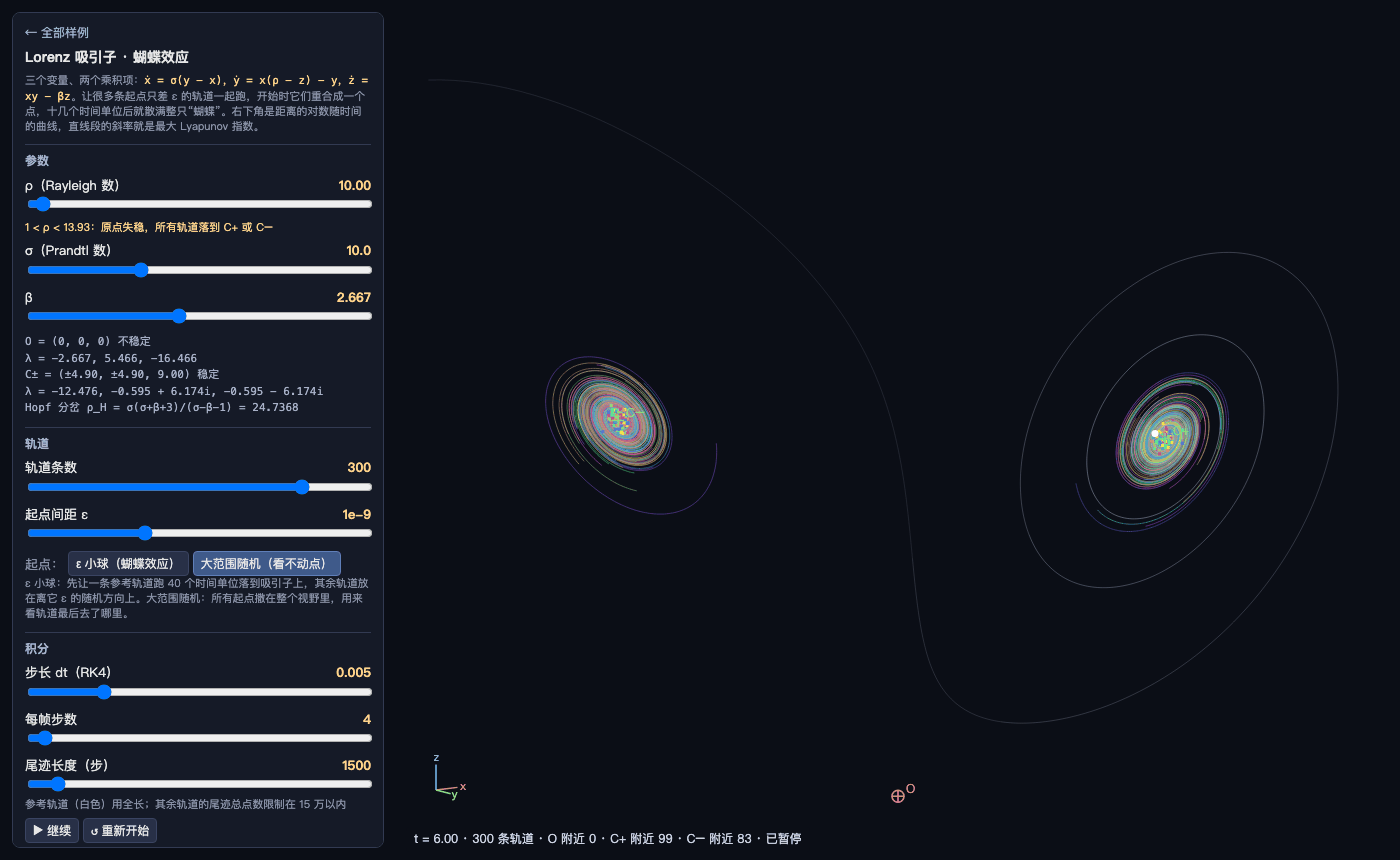 ← 全部样例
Lorenz 吸引子 · 蝴蝶效应
三个变量、两个乘积项：ẋ = σ(y − x), ẏ = x(ρ − z) − y, ż =
xy − βz。让很多条起点只差 ε 的轨道一起跑，开始时它们重合成一个
点，十几个时间单位后就散满整只“蝴蝶”。右下角是距离的对数随时间
的曲线，直线段的斜率就是最大 Lyapunov 指数。
参数
ρ（Rayleigh 数） 10.00
1 < ρ < 13.93：原点失稳，所有轨道落到 C+ 或 C−
σ（Prandtl 数） 10.0
β 2.667
O = (0, 0, 0) 不稳定
λ = −2.667, 5.466, −16.466
C± = (±4.90, ±4.90, 9.00) 稳定
λ = −12.476, −0.595 + 6.174i, −0.595 − 6.174i
Hopf 分岔 ρ_H = σ(σ+β+3)/(σ−β−1) = 24.7368
轨道
轨道条数 300
起点间距 ε 1e−9
起点： ε 小球（蝴蝶效应） 大范围随机（看不动点）
ε 小球：先让一条参考轨道跑 40 个时间单位落到吸引子上，其余轨道放
在离它 ε 的随机方向上。大范围随机：所有起点撒在整个视野里，用来
看轨道最后去了哪里。
积分
步长 dt（RK4） 0.005
每帧步数 4
尾迹长度（步） 1500
参考轨道（白色）用全长；其余轨道的尾迹总点数限制在 15 万以内
▶ 继续 ↺ 重新开始
z
x
y
O
t = 6.00 · 300 条轨道 · O 附近 0 · C+ 附近 99 · C− 附近 83 · 已暂停